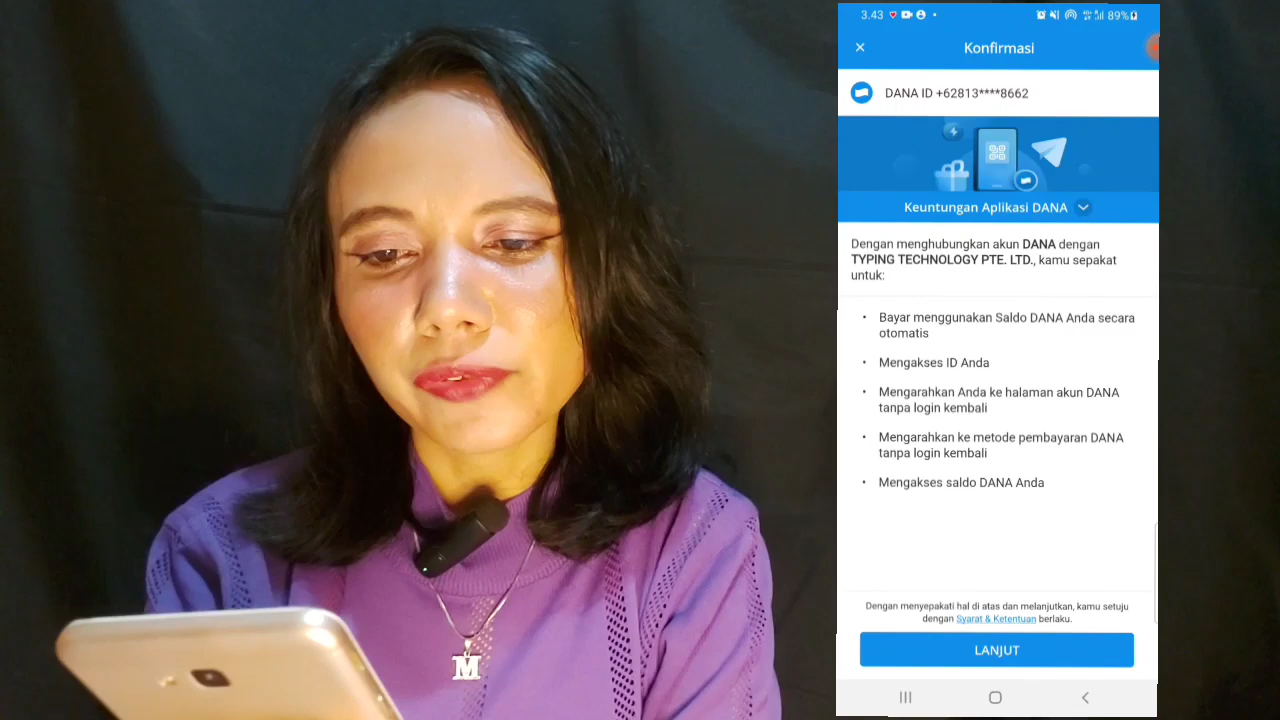 3.43
89%
Konfirmasi
DANA ID +62813****8662
Keuntungan Aplikasi DANA
Dengan menghubungkan akun DANA dengan
TYPING TECHNOLOGY PTE. LTD., kamu sepakat
untuk:
• Bayar menggunakan Saldo DANA Anda secara
otomatis
• Mengakses ID Anda
• Mengarahkan Anda ke halaman akun DANA
tanpa login kembali
• Mengarahkan ke metode pembayaran DANA
tanpa login kembali
• Mengakses saldo DANA Anda
Dengan menyepakati hal di atas dan melanjutkan, kamu setuju
dengan Syarat & Ketentuan berlaku.
LANJUT
M